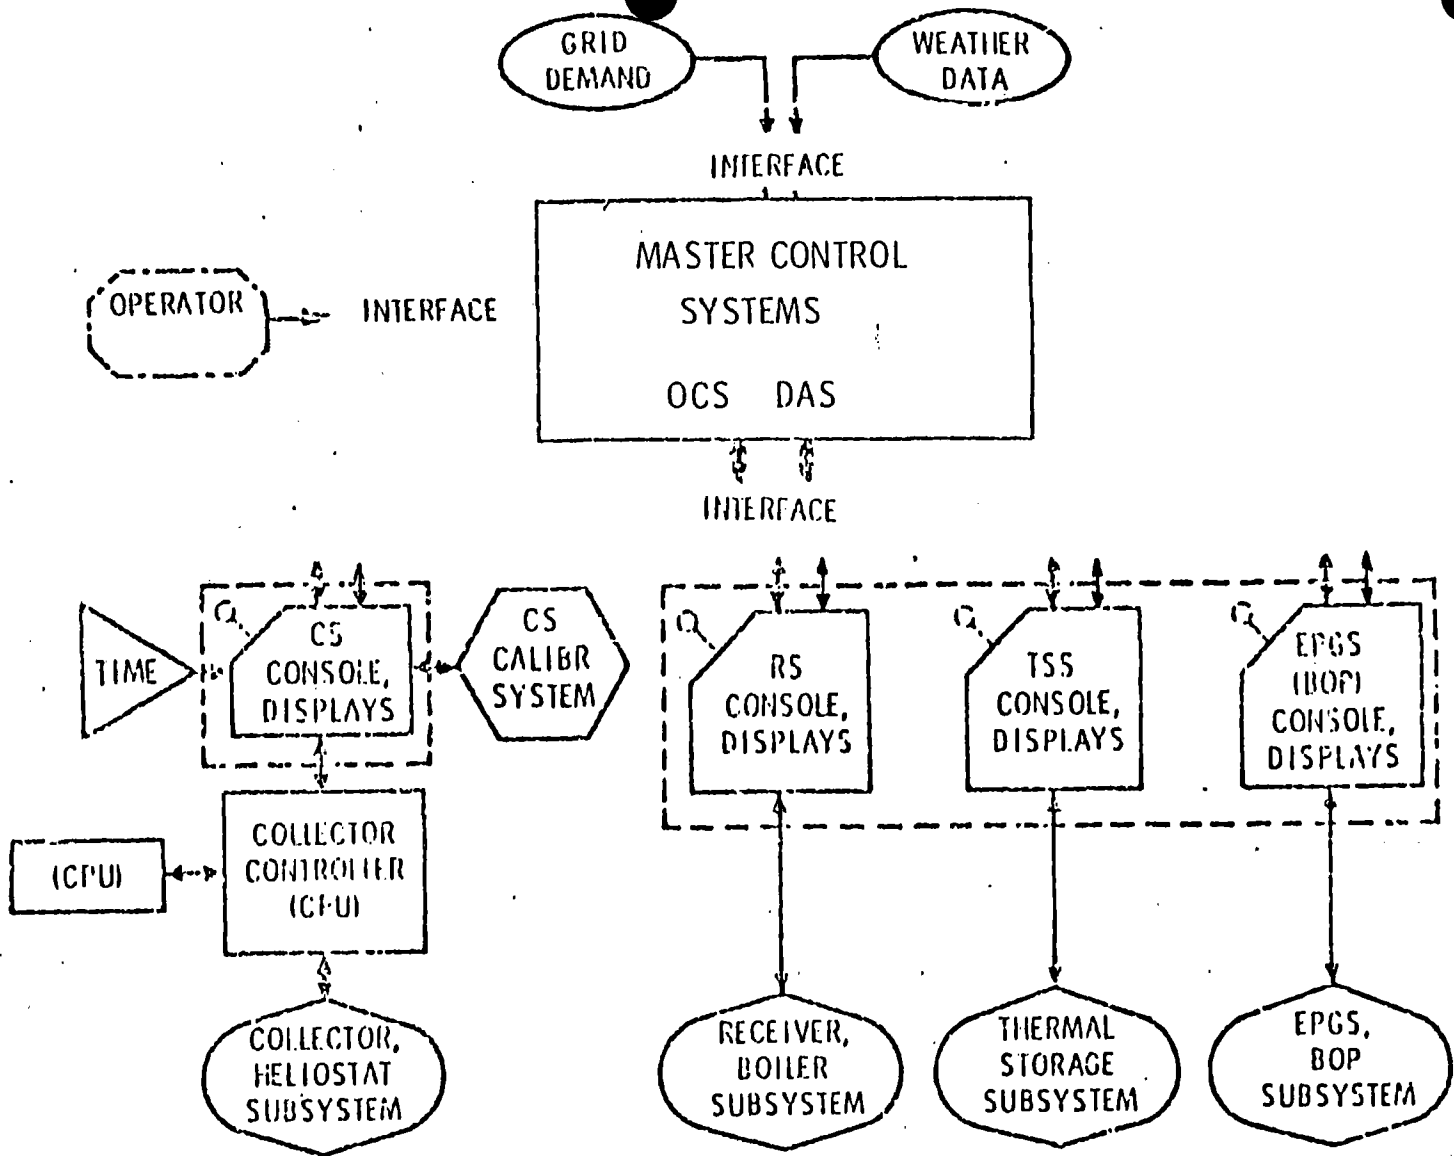 GRID
DEMAND
WEATHER
DATA
INTERFACE
MASTER CONTROL
SYSTEMS
OCS DAS
OPERATOR
INTERFACE
INTERFACE
TIME
CS
CONSOLE,
DISPLAYS
CS
CALIBR
SYSTEM
RS
CONSOLE,
DISPLAYS
TSS
CONSOLE,
DISPLAYS
EPGS
(BOP)
CONSOLE,
DISPLAYS
(CPU)
COLLECTOR
CONTROLLER
(CPU)
COLLECTOR,
HELIOSTAT
SUBSYSTEM
RECEIVER,
BOILER
SUBSYSTEM
THERMAL
STORAGE
SUBSYSTEM
EPGS,
BOP
SUBSYSTEM